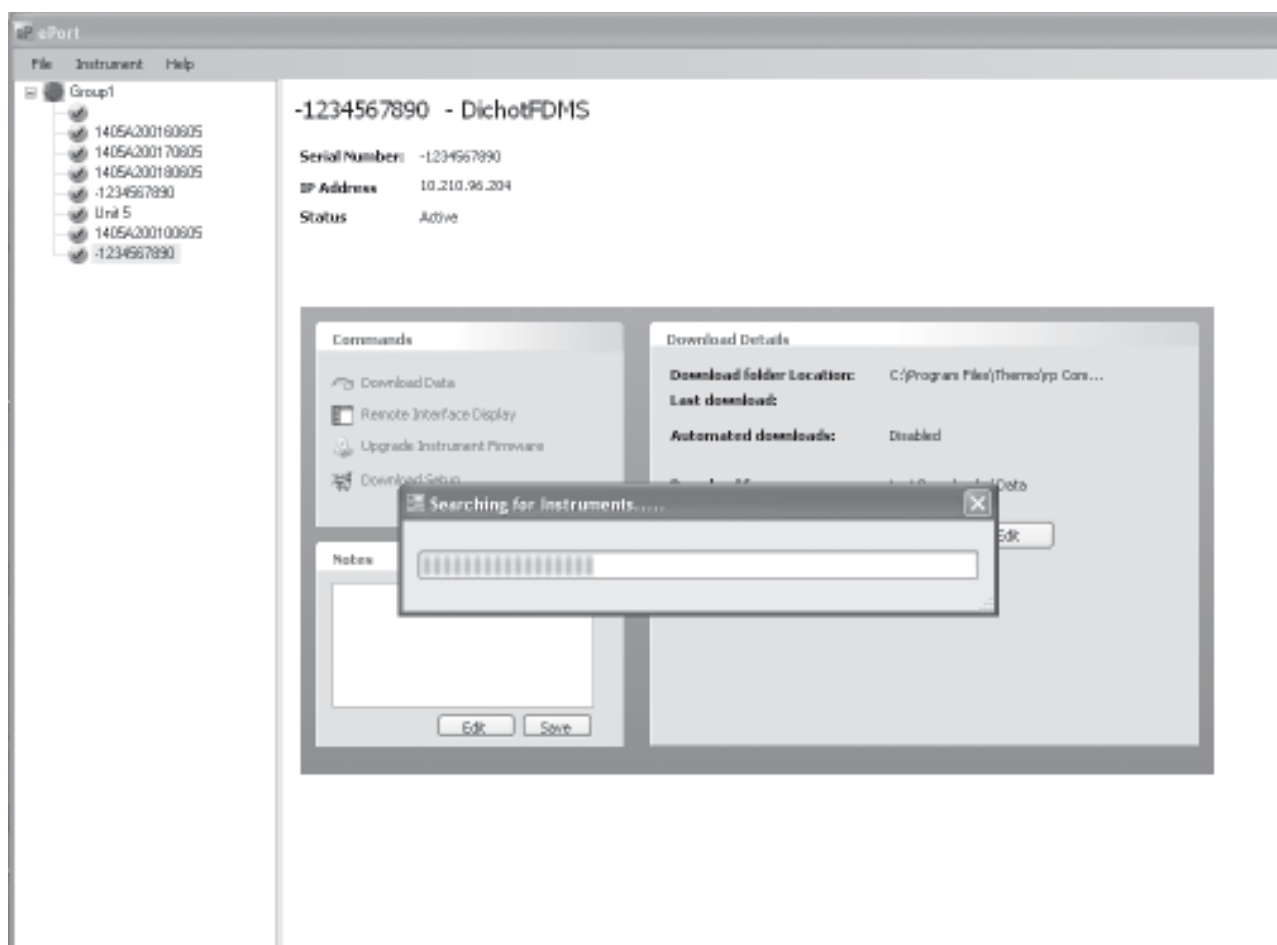 ePort
File Instrument Help
Group1
1405A200160605
1405A200170605
1405A200180605
-1234567890
Unit 5
1405A200100605
-1234567890
-1234567890 - DichotFDMS
Serial Number: -1234567890
IP Address 10.210.96.204
Status Active
Commands
Download Data
Remote Interface Display
Upgrade Instrument Firmware
Download Setup
Notes
Edit Save
Download Details
Download folder Location: C:\Program Files\Thermo\rp Com...
Last download:
Automated downloads: Disabled
Data
Edit
Searching for Instruments.....